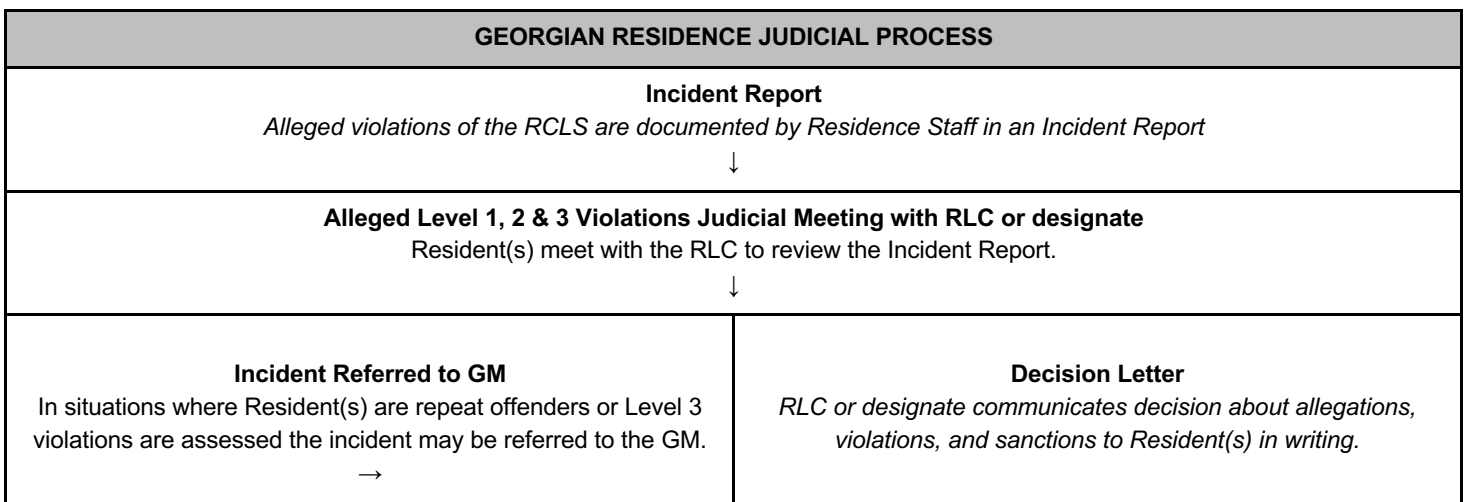 GEORGIAN RESIDENCE JUDICIAL PROCESS
Incident Report
Alleged violations of the RCLS are documented by Residence Staff in an Incident Report
↓
Alleged Level 1, 2 & 3 Violations Judicial Meeting with RLC or designate
Resident(s) meet with the RLC to review the Incident Report.
↓
Incident Referred to GM
In situations where Resident(s) are repeat offenders or Level 3
violations are assessed the incident may be referred to the GM.
→
Decision Letter
RLC or designate communicates decision about allegations,
violations, and sanctions to Resident(s) in writing.